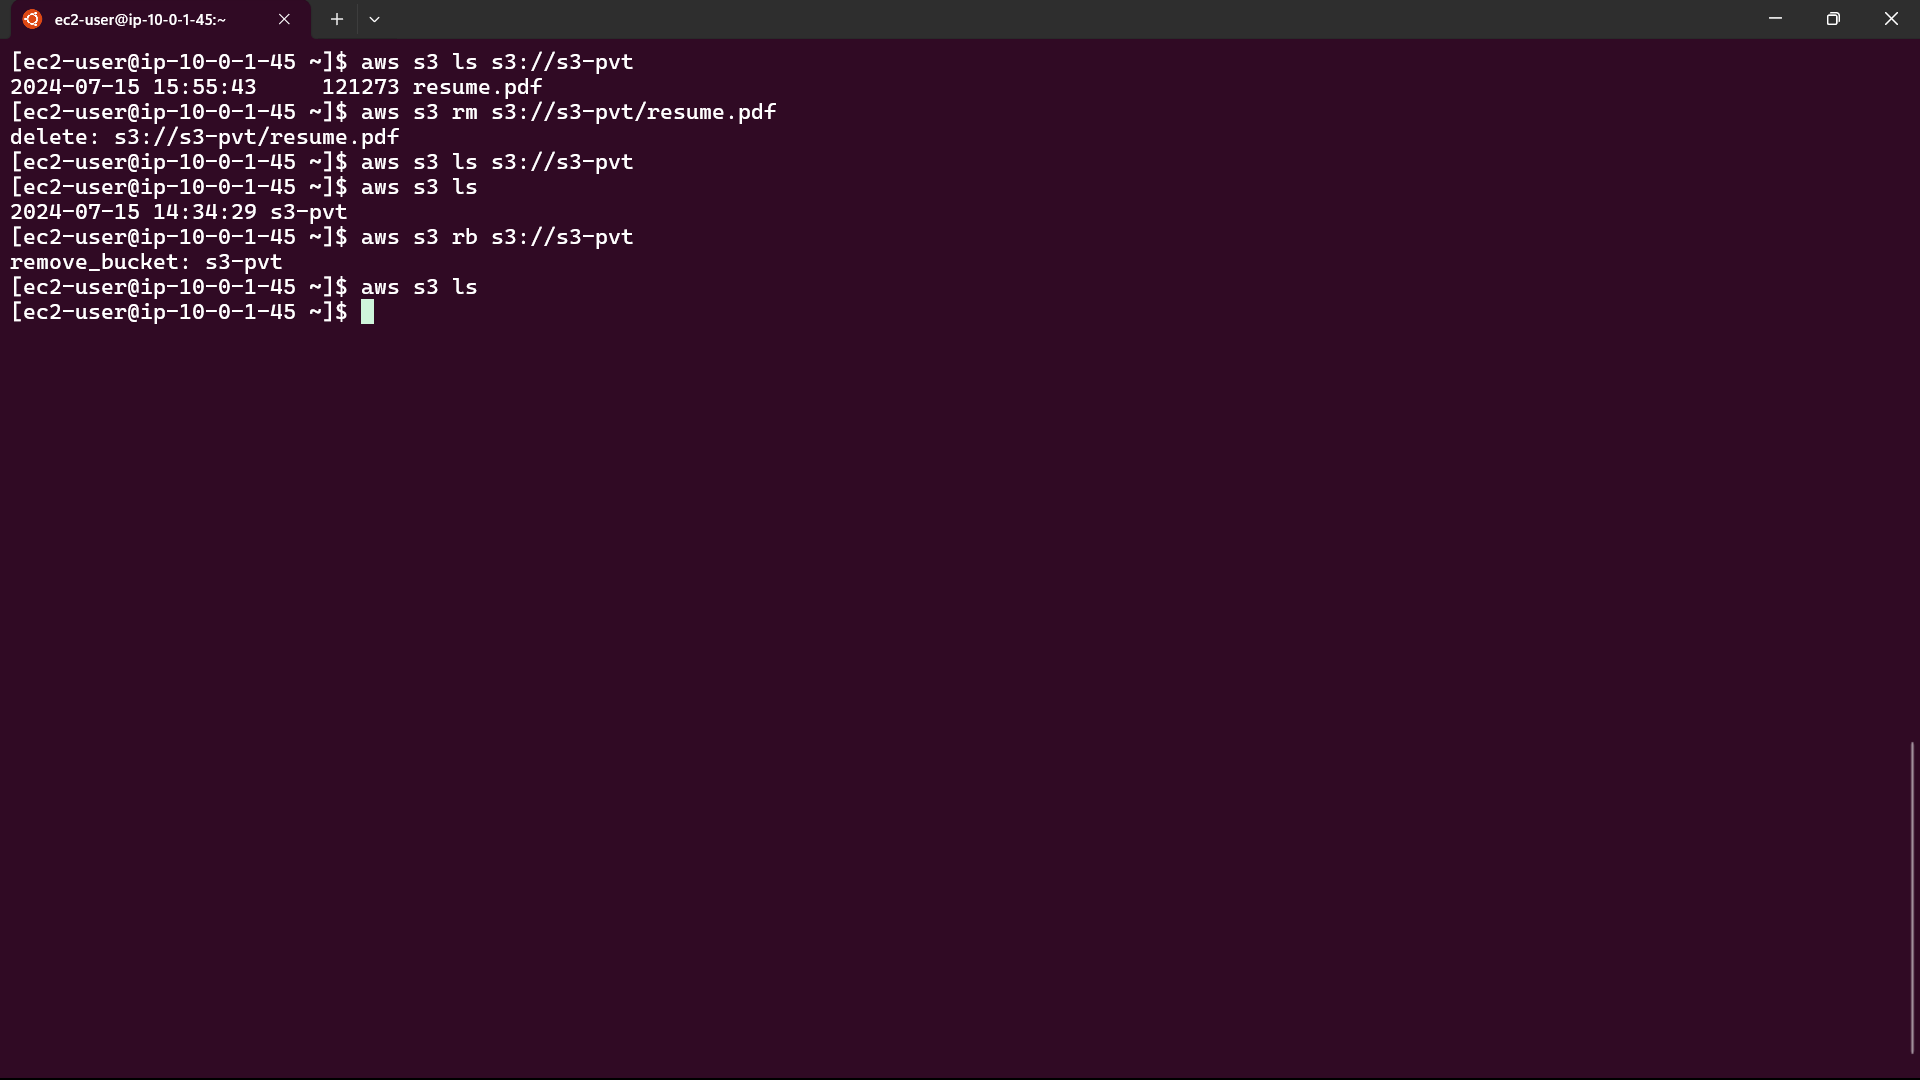 ec2-user@ip-10-0-1-45:~
[ec2-user@ip-10-0-1-45 ~]$ aws s3 ls s3://s3-pvt
2024-07-15 15:55:43     121273 resume.pdf
[ec2-user@ip-10-0-1-45 ~]$ aws s3 rm s3://s3-pvt/resume.pdf
delete: s3://s3-pvt/resume.pdf
[ec2-user@ip-10-0-1-45 ~]$ aws s3 ls s3://s3-pvt
[ec2-user@ip-10-0-1-45 ~]$ aws s3 ls
2024-07-15 14:34:29 s3-pvt
[ec2-user@ip-10-0-1-45 ~]$ aws s3 rb s3://s3-pvt
remove_bucket: s3-pvt
[ec2-user@ip-10-0-1-45 ~]$ aws s3 ls
[ec2-user@ip-10-0-1-45 ~]$